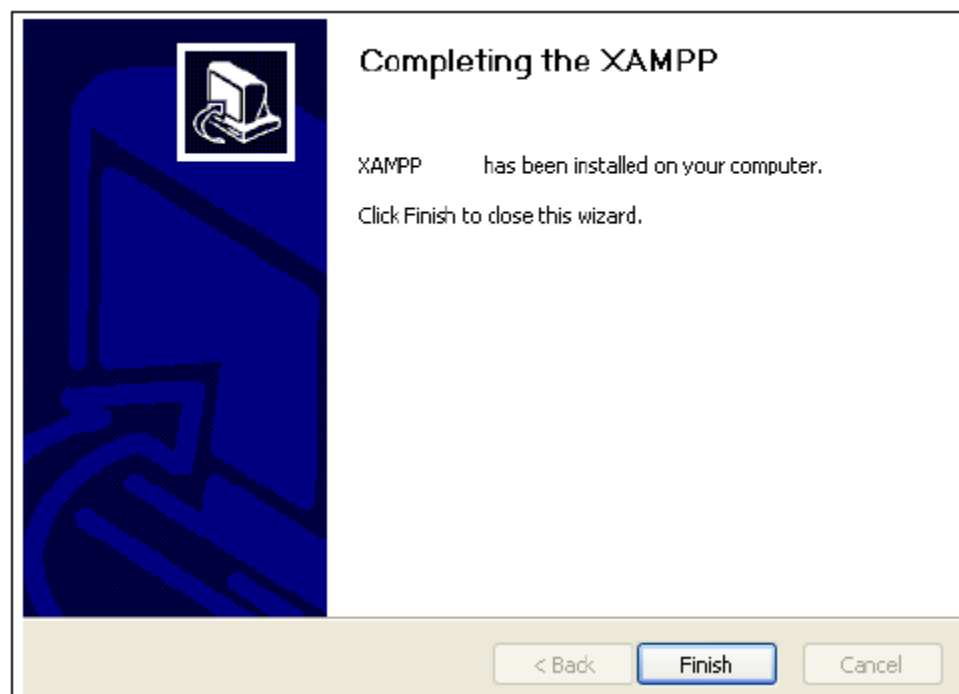 Completing the XAMPP
XAMPP has been installed on your computer.
Click Finish to close this wizard.
< Back
Finish
Cancel